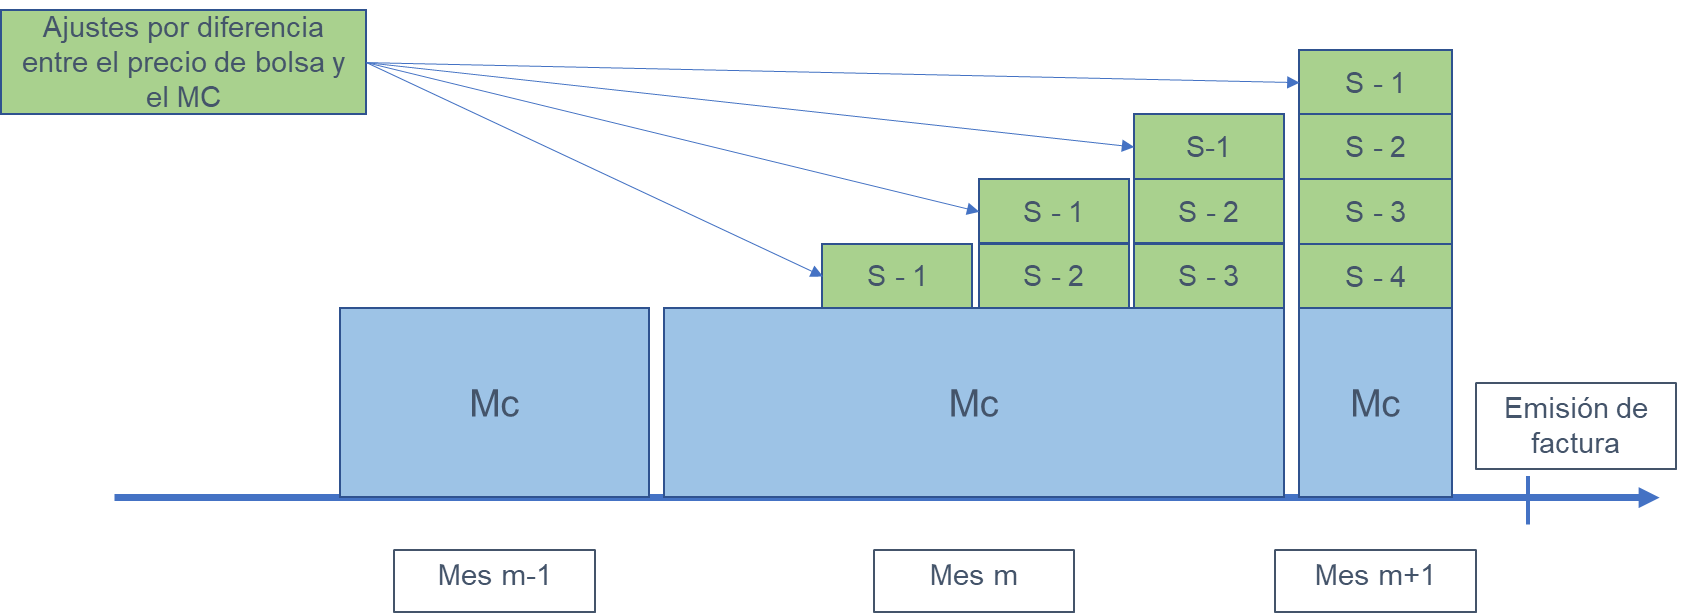 Ajustes por diferencia
entre el precio de bolsa y
el MC
S - 1
S-1
S - 2
S - 1
S - 2
S - 3
S - 1
S - 2
S - 3
S - 4
Mc
Mc
Mc
Emisión de
factura
Mes m-1
Mes m
Mes m+1